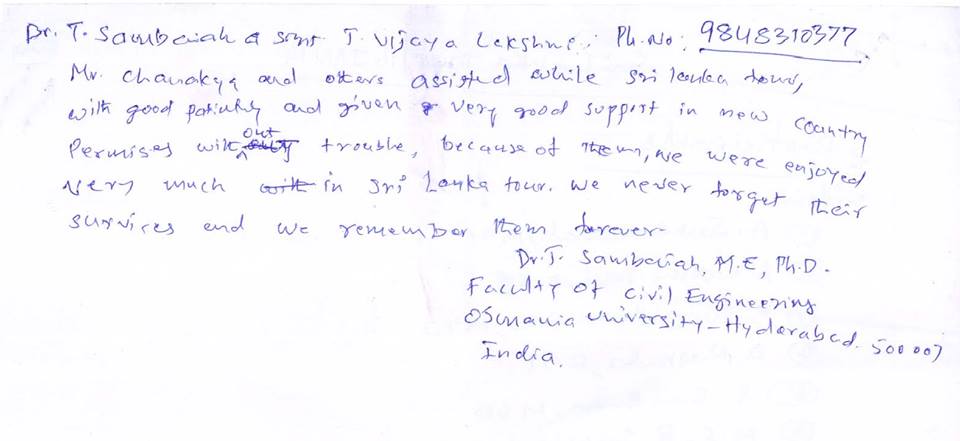 Dr. T. Sambaiah & Smt T. Vijaya Lakshmi; Ph.No: 9848310377
Mr. Chanakya and others assisted while Sri lanka tour,
with good patiently and given & very good support in new country
Permises without trouble, because of them, we were enjoyed
very much in Sri Lanka tour. We never forget their
survices and we remember them forever-
Dr.T. Sambaiah, M.E, Ph.D.
Faculty of Civil Engineering
Osmania University-Hyderabad. 500007
India.